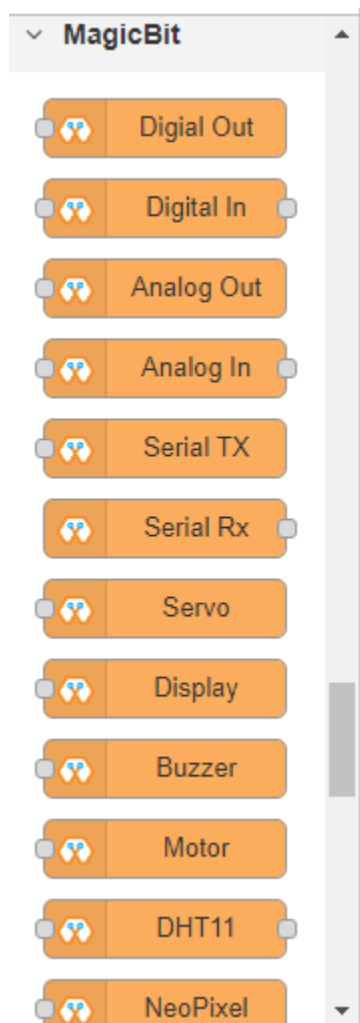 MagicBit
Digial Out
Digital In
Analog Out
Analog In
Serial TX
Serial Rx
Servo
Display
Buzzer
Motor
DHT11
NeoPixel